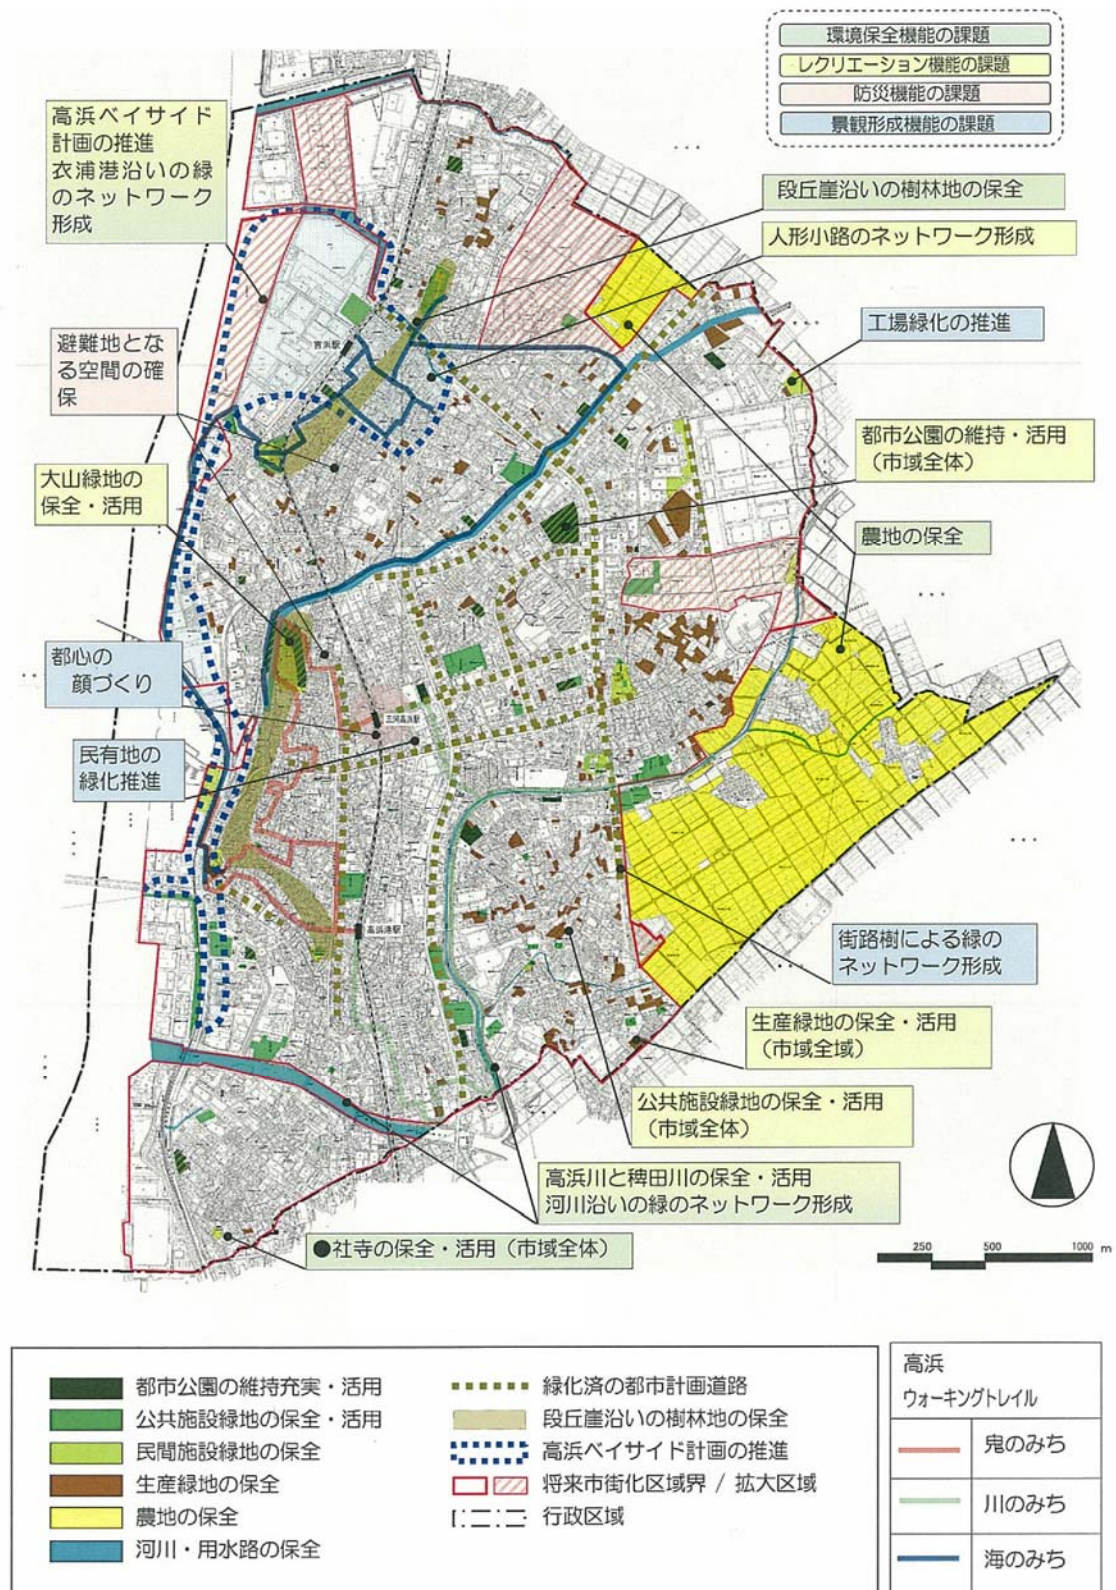 環境保全機能の課題
レクリエーション機能の課題
防災機能の課題
景観形成機能の課題
高浜ベイサイド
計画の推進
衣浦港沿いの緑
のネットワーク
形成
段丘崖沿いの樹林地の保全
人形小路のネットワーク形成
工場緑化の推進
避難地とな
る空間の確
保
都市公園の維持・活用
(市域全体)
大山緑地の
保全・活用
農地の保全
都心の
顔づくり
三河高浜駅
民有地の
緑化推進
高浜港駅
街路樹による緑の
ネットワーク形成
生産緑地の保全・活用
(市域全域)
公共施設緑地の保全・活用
(市域全体)
高浜川と稗田川の保全・活用
河川沿いの緑のネットワーク形成
●社寺の保全・活用(市域全体)
250 500 1000 m
都市公園の維持充実・活用
公共施設緑地の保全・活用
民間施設緑地の保全
生産緑地の保全
農地の保全
河川・用水路の保全
緑化済の都市計画道路
段丘崖沿いの樹林地の保全
高浜ベイサイド計画の推進
将来市街化区域界 / 拡大区域
行政区域
高浜
ウォーキングトレイル
鬼のみち
川のみち
海のみち